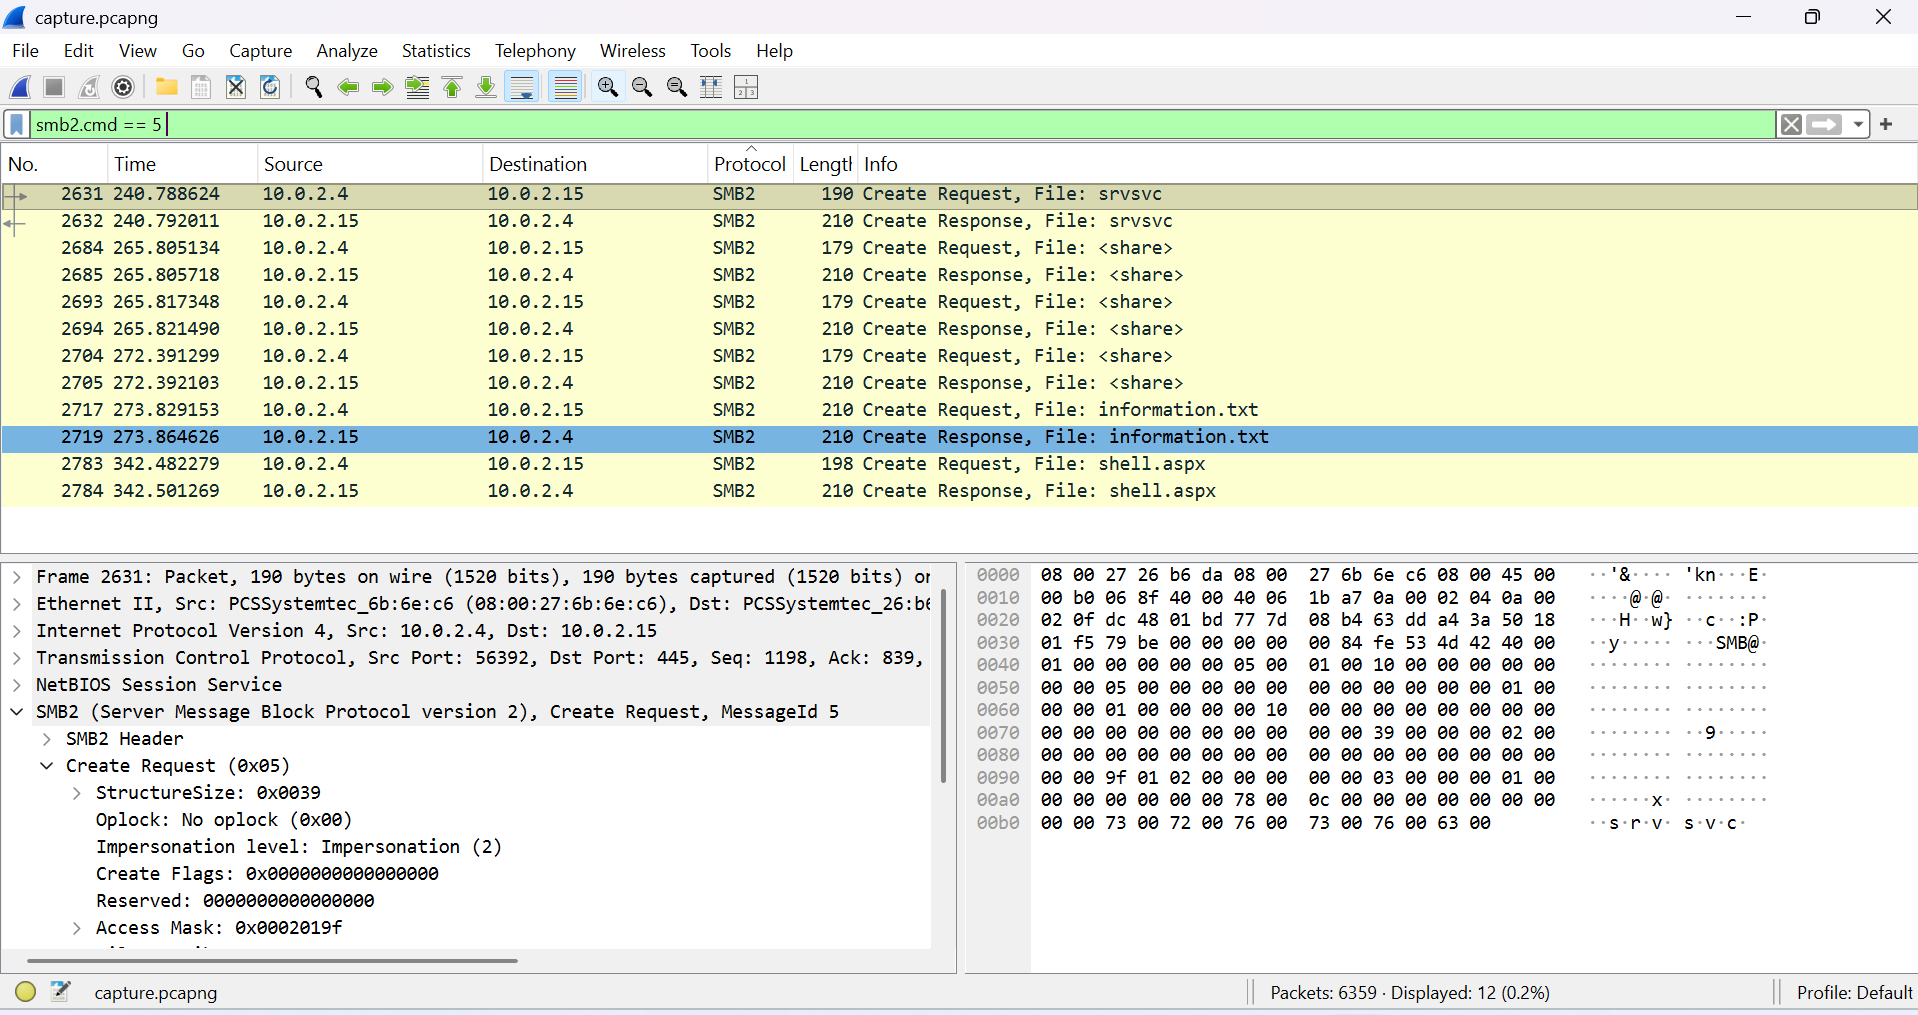 capture.pcapng
File Edit View Go Capture Analyze Statistics Telephony Wireless Tools Help
smb2.cmd == 5
No. Time Source Destination Protocol Length Info
2631 240.788624 10.0.2.4 10.0.2.15 SMB2 190 Create Request, File: srvsvc
2632 240.792011 10.0.2.15 10.0.2.4 SMB2 210 Create Response, File: srvsvc
2684 265.805134 10.0.2.4 10.0.2.15 SMB2 179 Create Request, File: <share>
2685 265.805718 10.0.2.15 10.0.2.4 SMB2 210 Create Response, File: <share>
2693 265.817348 10.0.2.4 10.0.2.15 SMB2 179 Create Request, File: <share>
2694 265.821490 10.0.2.15 10.0.2.4 SMB2 210 Create Response, File: <share>
2704 272.391299 10.0.2.4 10.0.2.15 SMB2 179 Create Request, File: <share>
2705 272.392103 10.0.2.15 10.0.2.4 SMB2 210 Create Response, File: <share>
2717 273.829153 10.0.2.4 10.0.2.15 SMB2 210 Create Request, File: information.txt
2719 273.864626 10.0.2.15 10.0.2.4 SMB2 210 Create Response, File: information.txt
2783 342.482279 10.0.2.4 10.0.2.15 SMB2 198 Create Request, File: shell.aspx
2784 342.501269 10.0.2.15 10.0.2.4 SMB2 210 Create Response, File: shell.aspx
Frame 2631: Packet, 190 bytes on wire (1520 bits), 190 bytes captured (1520 bits) or
Ethernet II, Src: PCSSystemtec_6b:6e:c6 (08:00:27:6b:6e:c6), Dst: PCSSystemtec_26:b6
Internet Protocol Version 4, Src: 10.0.2.4, Dst: 10.0.2.15
Transmission Control Protocol, Src Port: 56392, Dst Port: 445, Seq: 1198, Ack: 839,
NetBIOS Session Service
SMB2 (Server Message Block Protocol version 2), Create Request, MessageId 5
SMB2 Header
Create Request (0x05)
StructureSize: 0x0039
Oplock: No oplock (0x00)
Impersonation level: Impersonation (2)
Create Flags: 0x0000000000000000
Reserved: 0000000000000000
Access Mask: 0x0002019f
0000 08 00 27 26 b6 da 08 00 27 6b 6e c6 08 00 45 00 ··'&···· 'kn···E·
0010 00 b0 06 8f 40 00 40 06 1b a7 0a 00 02 04 0a 00 ····@·@· ········
0020 02 0f dc 48 01 bd 77 7d 08 b4 63 dd a4 3a 50 18 ···H··w} ··c··:P·
0030 01 f5 79 be 00 00 00 00 00 84 fe 53 4d 42 40 00 ··y····· ···SMB@·
0040 01 00 00 00 00 00 05 00 01 00 10 00 00 00 00 00 ········ ········
0050 00 00 05 00 00 00 00 00 00 00 00 00 00 00 01 00 ········ ········
0060 00 00 01 00 00 00 00 10 00 00 00 00 00 00 00 00 ········ ········
0070 00 00 00 00 00 00 00 00 00 00 39 00 00 00 02 00 ········ ··9·····
0080 00 00 00 00 00 00 00 00 00 00 00 00 00 00 00 00 ········ ········
0090 00 00 9f 01 02 00 00 00 00 00 03 00 00 00 01 00 ········ ········
00a0 00 00 00 00 00 00 78 00 0c 00 00 00 00 00 00 00 ······x· ········
00b0 00 00 73 00 72 00 76 00 73 00 76 00 63 00 ··s·r·v· s·v·c·
capture.pcapng
Packets: 6359 · Displayed: 12 (0.2%)
Profile: Default